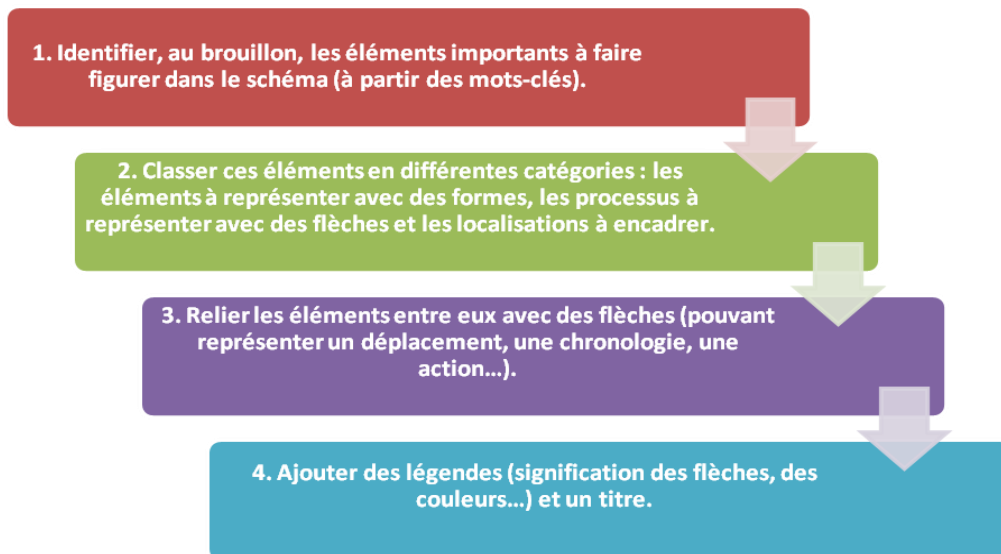 1. Identifier, au brouillon, les éléments importants à faire
figurer dans le schéma (à partir des mots-clés).
2. Classer ces éléments en différentes catégories : les
éléments à représenter avec des formes, les processus à
représenter avec des flèches et les localisations à encadrer.
3. Relier les éléments entre eux avec des flèches (pouvant
représenter un déplacement, une chronologie, une
action...).
4. Ajouter des légendes (signification des flèches, des
couleurs...) et un titre.